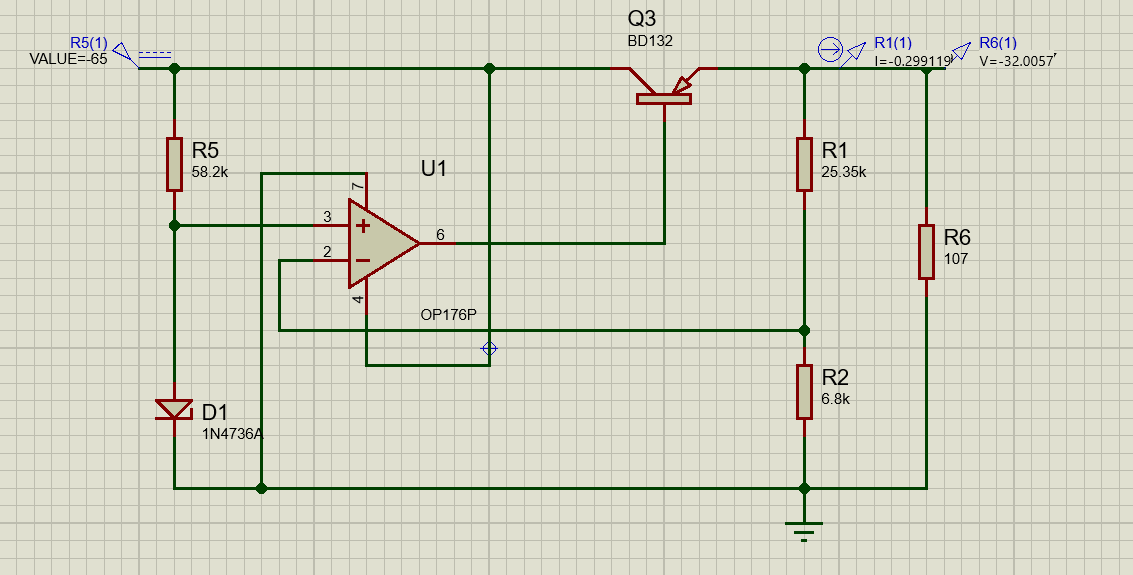 Q3
BD132
R5(1)
VALUE=-65
R1(1)
I=-0.299119
R6(1)
V=-32.0057
R5
58.2k
U1
7
3
2
6
4
OP176P
R1
25.35k
R6
107
R2
6.8k
D1
1N4736A